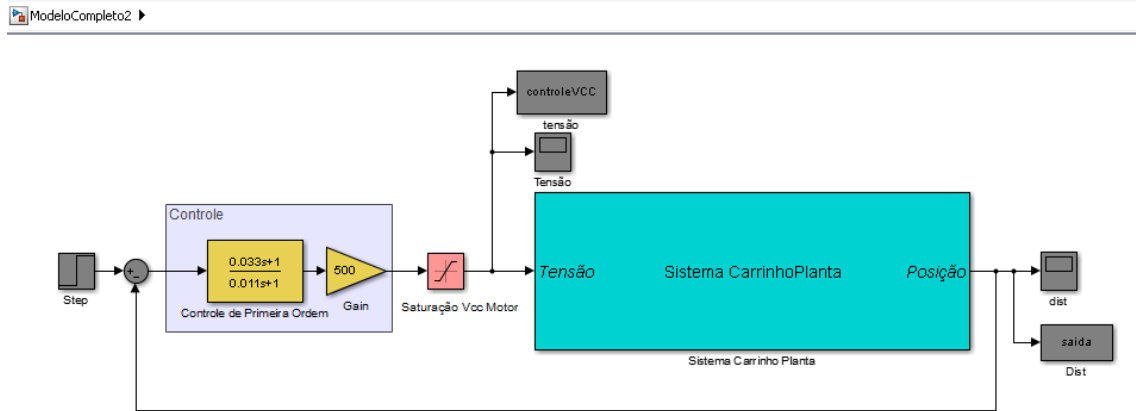 ModeloCompleto2
controleVCC
tensão
Tensão
Controle
0.033s+1
0.011s+1
500
Step
Controle de Primeira Ordem
Gain
Saturação Vcc Motor
Tensão
Sistema CarrinhoPlanta
Posição
dist
saida
Dist
Sistema Carrinho Planta